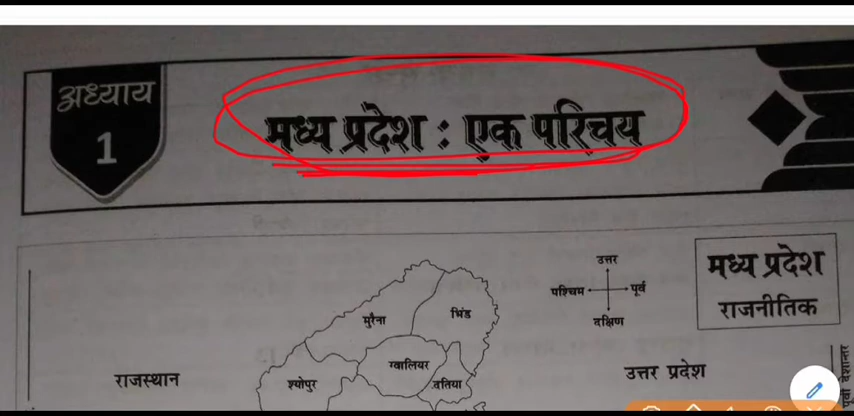 अध्याय
1
मध्य प्रदेश : एक परिचय
उत्तर
पश्चिम
पूर्व
दक्षिण
मध्य प्रदेश
राजनीतिक
मुरैना
भिंड
ग्वालियर
श्योपुर
दतिया
राजस्थान
उत्तर प्रदेश
पूर्वी देशान्तर